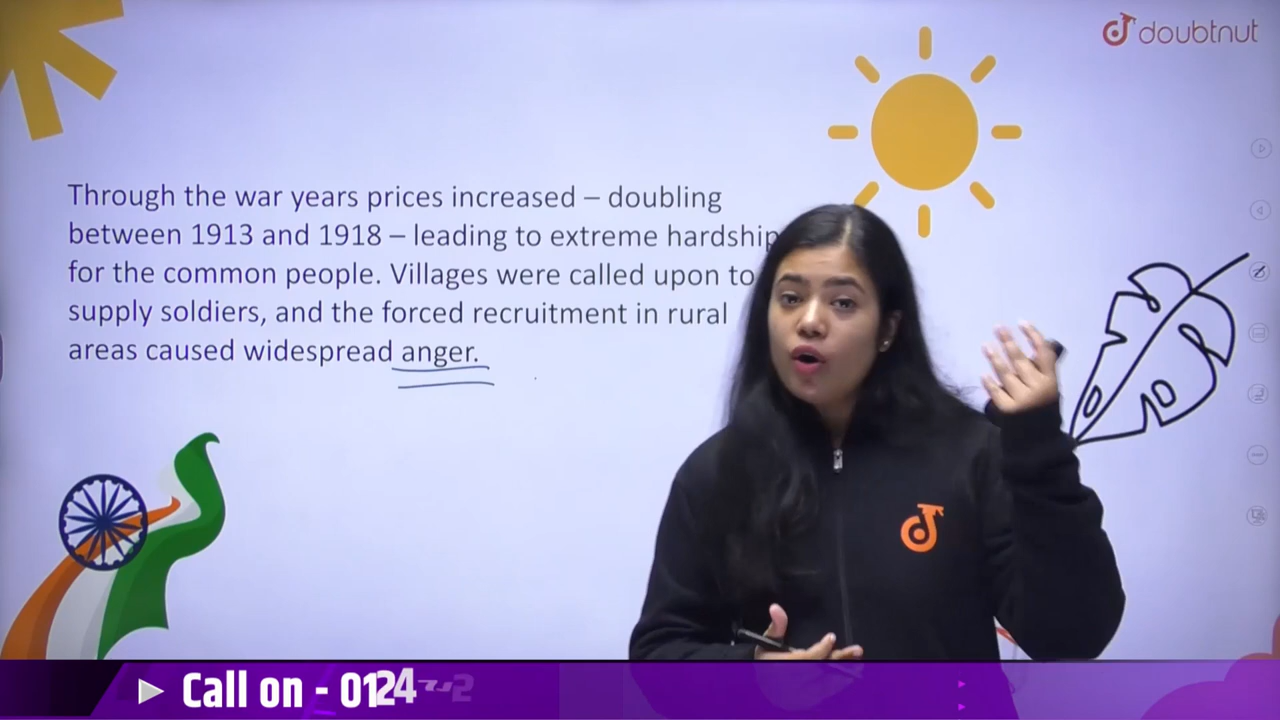 doubtnut
Through the war years prices increased – doubling
between 1913 and 1918 – leading to extreme hardship
for the common people. Villages were called upon to
supply soldiers, and the forced recruitment in rural
areas caused widespread anger.
Call on - 0124